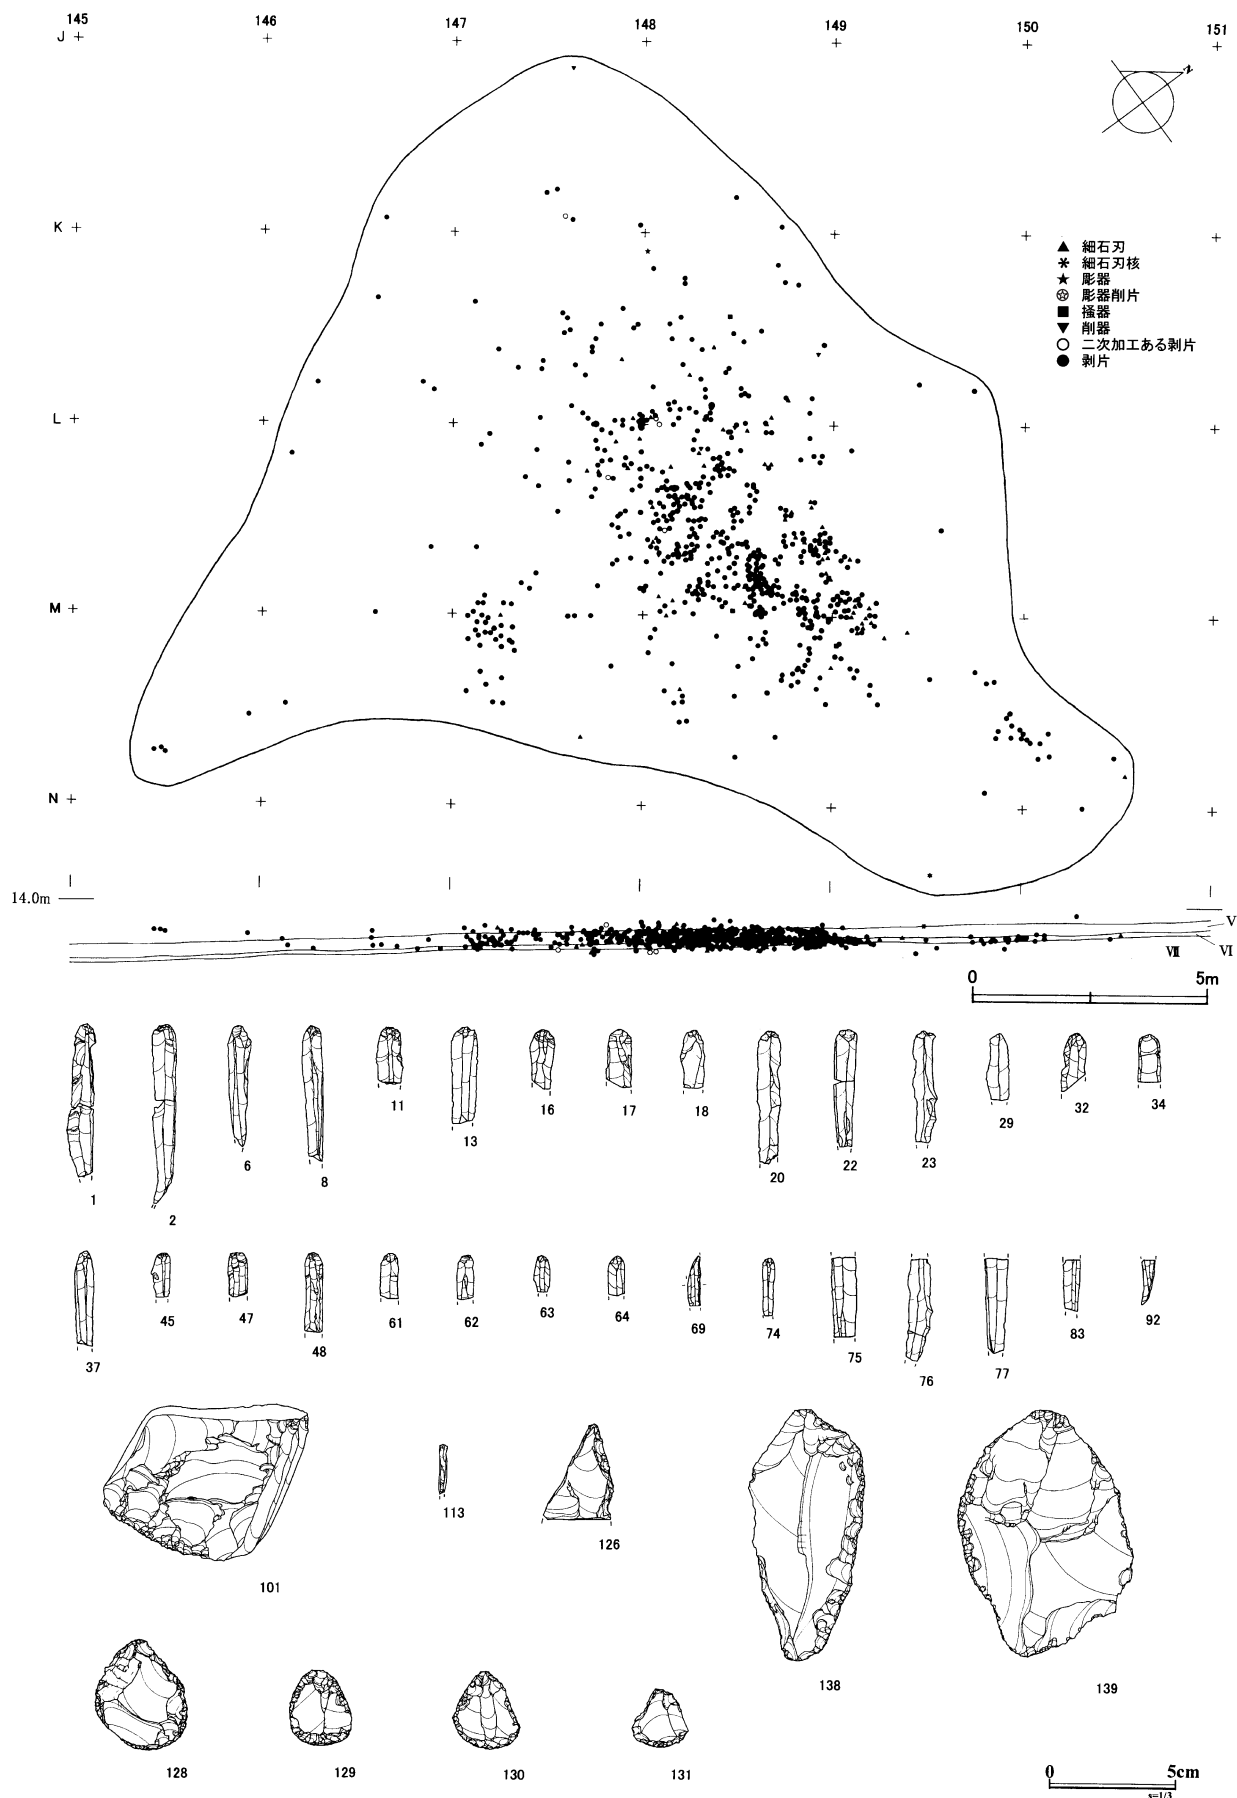 145 146 147 148 149 150 151
J
N
K
▲ 細石刃
＊ 細石刃核
★ 彫器
彫器削片
■ 掻器
▼ 削器
○ 二次加工ある剥片
● 剥片
L
M
N
14.0m
V
VI
VII
0 5m
1 2 6 8 11 13 16 17 18 20 22 23 29 32 34
37 45 47 48 61 62 63 64 69 74 75 76 77 83 92
101 113 126 138 139
128 129 130 131
0 5cm
s=1/3